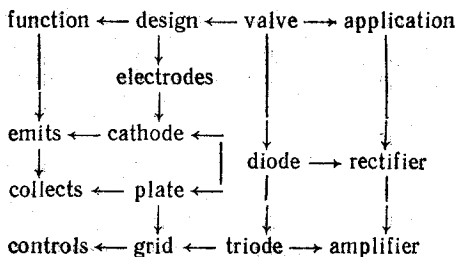 function ← design ← valve → application
electrodes
emits ← cathode
diode → rectifier
collects ← plate
controls ← grid ← triode → amplifier